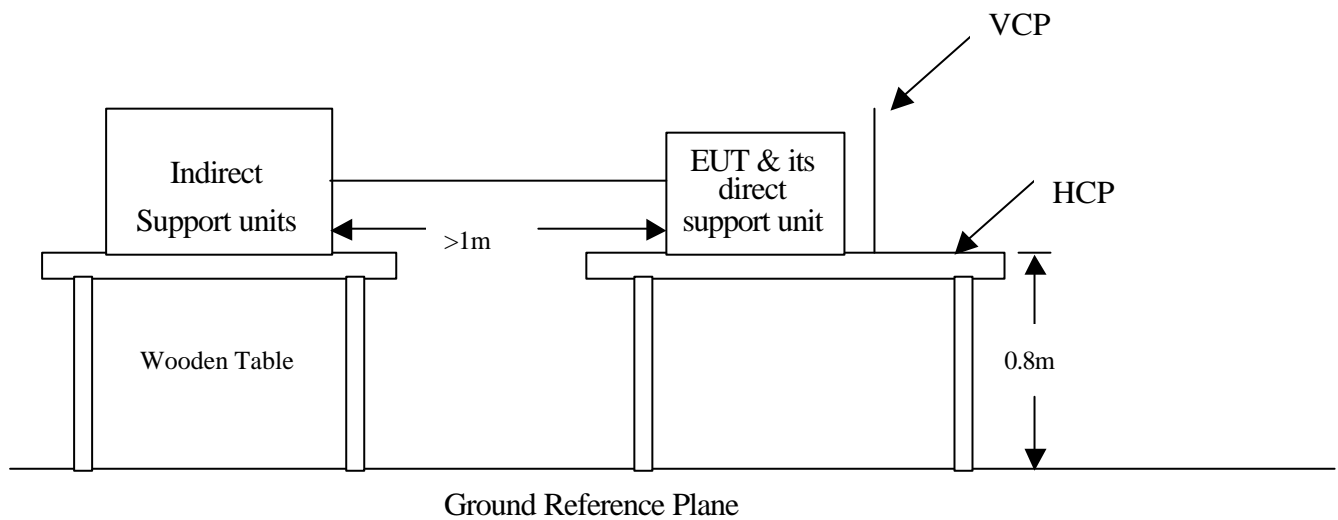 VCP
Indirect
Support units
EUT & its
direct
support unit
HCP
>1m
Wooden Table
0.8m
Ground Reference Plane